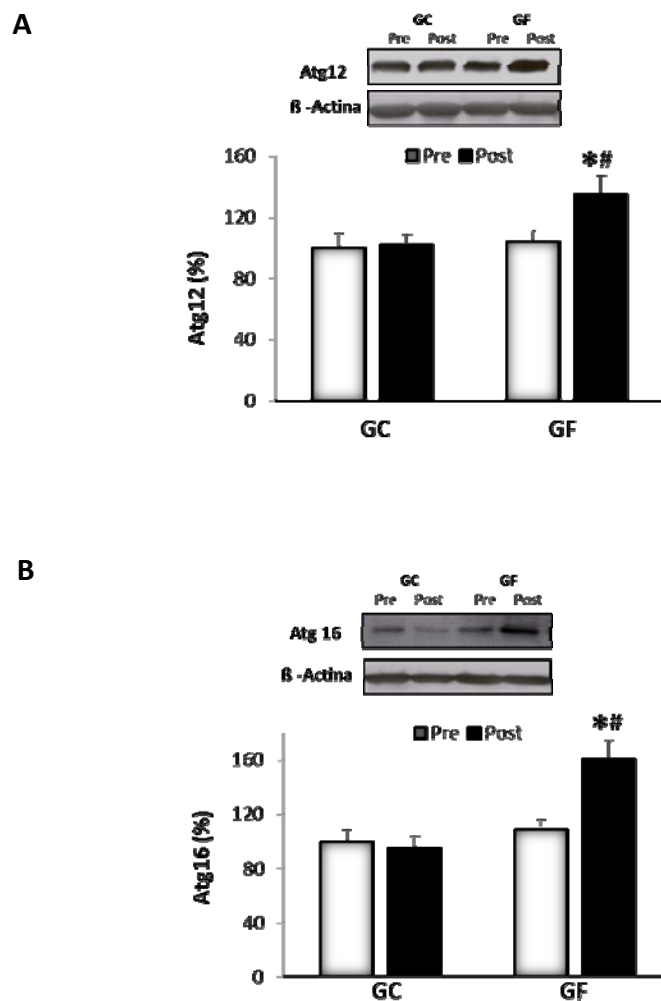 A
GC GF
Pre Post Pre Post
Atg12
ß -Actina
160
Pre Post
*#
120
80
40
0
Atg12 (%)
GC GF
B
GC GF
Pre Post Pre Post
Atg 16
ß -Actina
Pre Post
*#
160
120
80
40
0
Atg16 (%)
GC GF